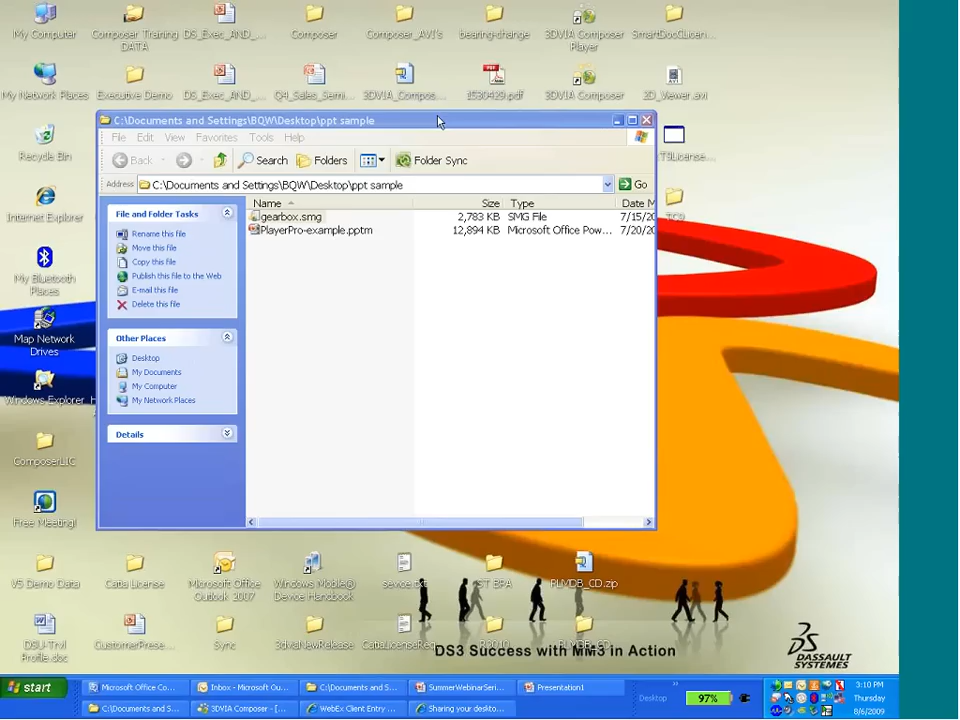 My Computer
Composer Training DATA
DS_Exec_AND_...
Composer
Composer_AVI's
bearing-change
3DVIA Composer Player
SmartDocLicen...
My Network Places
Executive Demo
DS_Exec_AND_...
Q4_Sales_Semi...
3DVIA_Compos...
1530429.pdf
3DVIA Composer
2D_Viewer.avi
C:\Documents and Settings\BQW\Desktop\ppt sample
File Edit View Favorites Tools Help
Back Search Folders Folder Sync
Address C:\Documents and Settings\BQW\Desktop\ppt sample Go
Name Size Type Date M
gearbox.smg 2,783 KB SMG File 7/15/20
PlayerPro-example.pptm 12,894 KB Microsoft Office Pow... 7/20/20
File and Folder Tasks
Rename this file
Move this file
Copy this file
Publish this file to the Web
E-mail this file
Delete this file
Other Places
Desktop
My Documents
My Computer
My Network Places
Details
Recycle Bin
T9License...
Internet Explorer
My Bluetooth Places
Map Network Drives
Windows Explorer
ComposerLIC
Free Meeting!
V5 Demo Data
Catia License
Microsoft Office Outlook 2007
Windows Mobile® Device Handbook
PLMDB_CD.zip
DSU-Trvl Profile.doc
CustomerPrese...
Sync
3dviaNewRelease
CatiaLicenseReq...
DS3 Success with MM3 in Action
DASSAULT SYSTEMES
start
Microsoft Office Co...
Inbox - Microsoft Ou...
C:\Documents and S...
SummerWebinarSeri...
Presentation1
C:\Documents and S...
3DVIA Composer - [...
WebEx Client Entry ...
Sharing your deskto...
Desktop
97%
3:10 PM
Thursday
8/6/2009